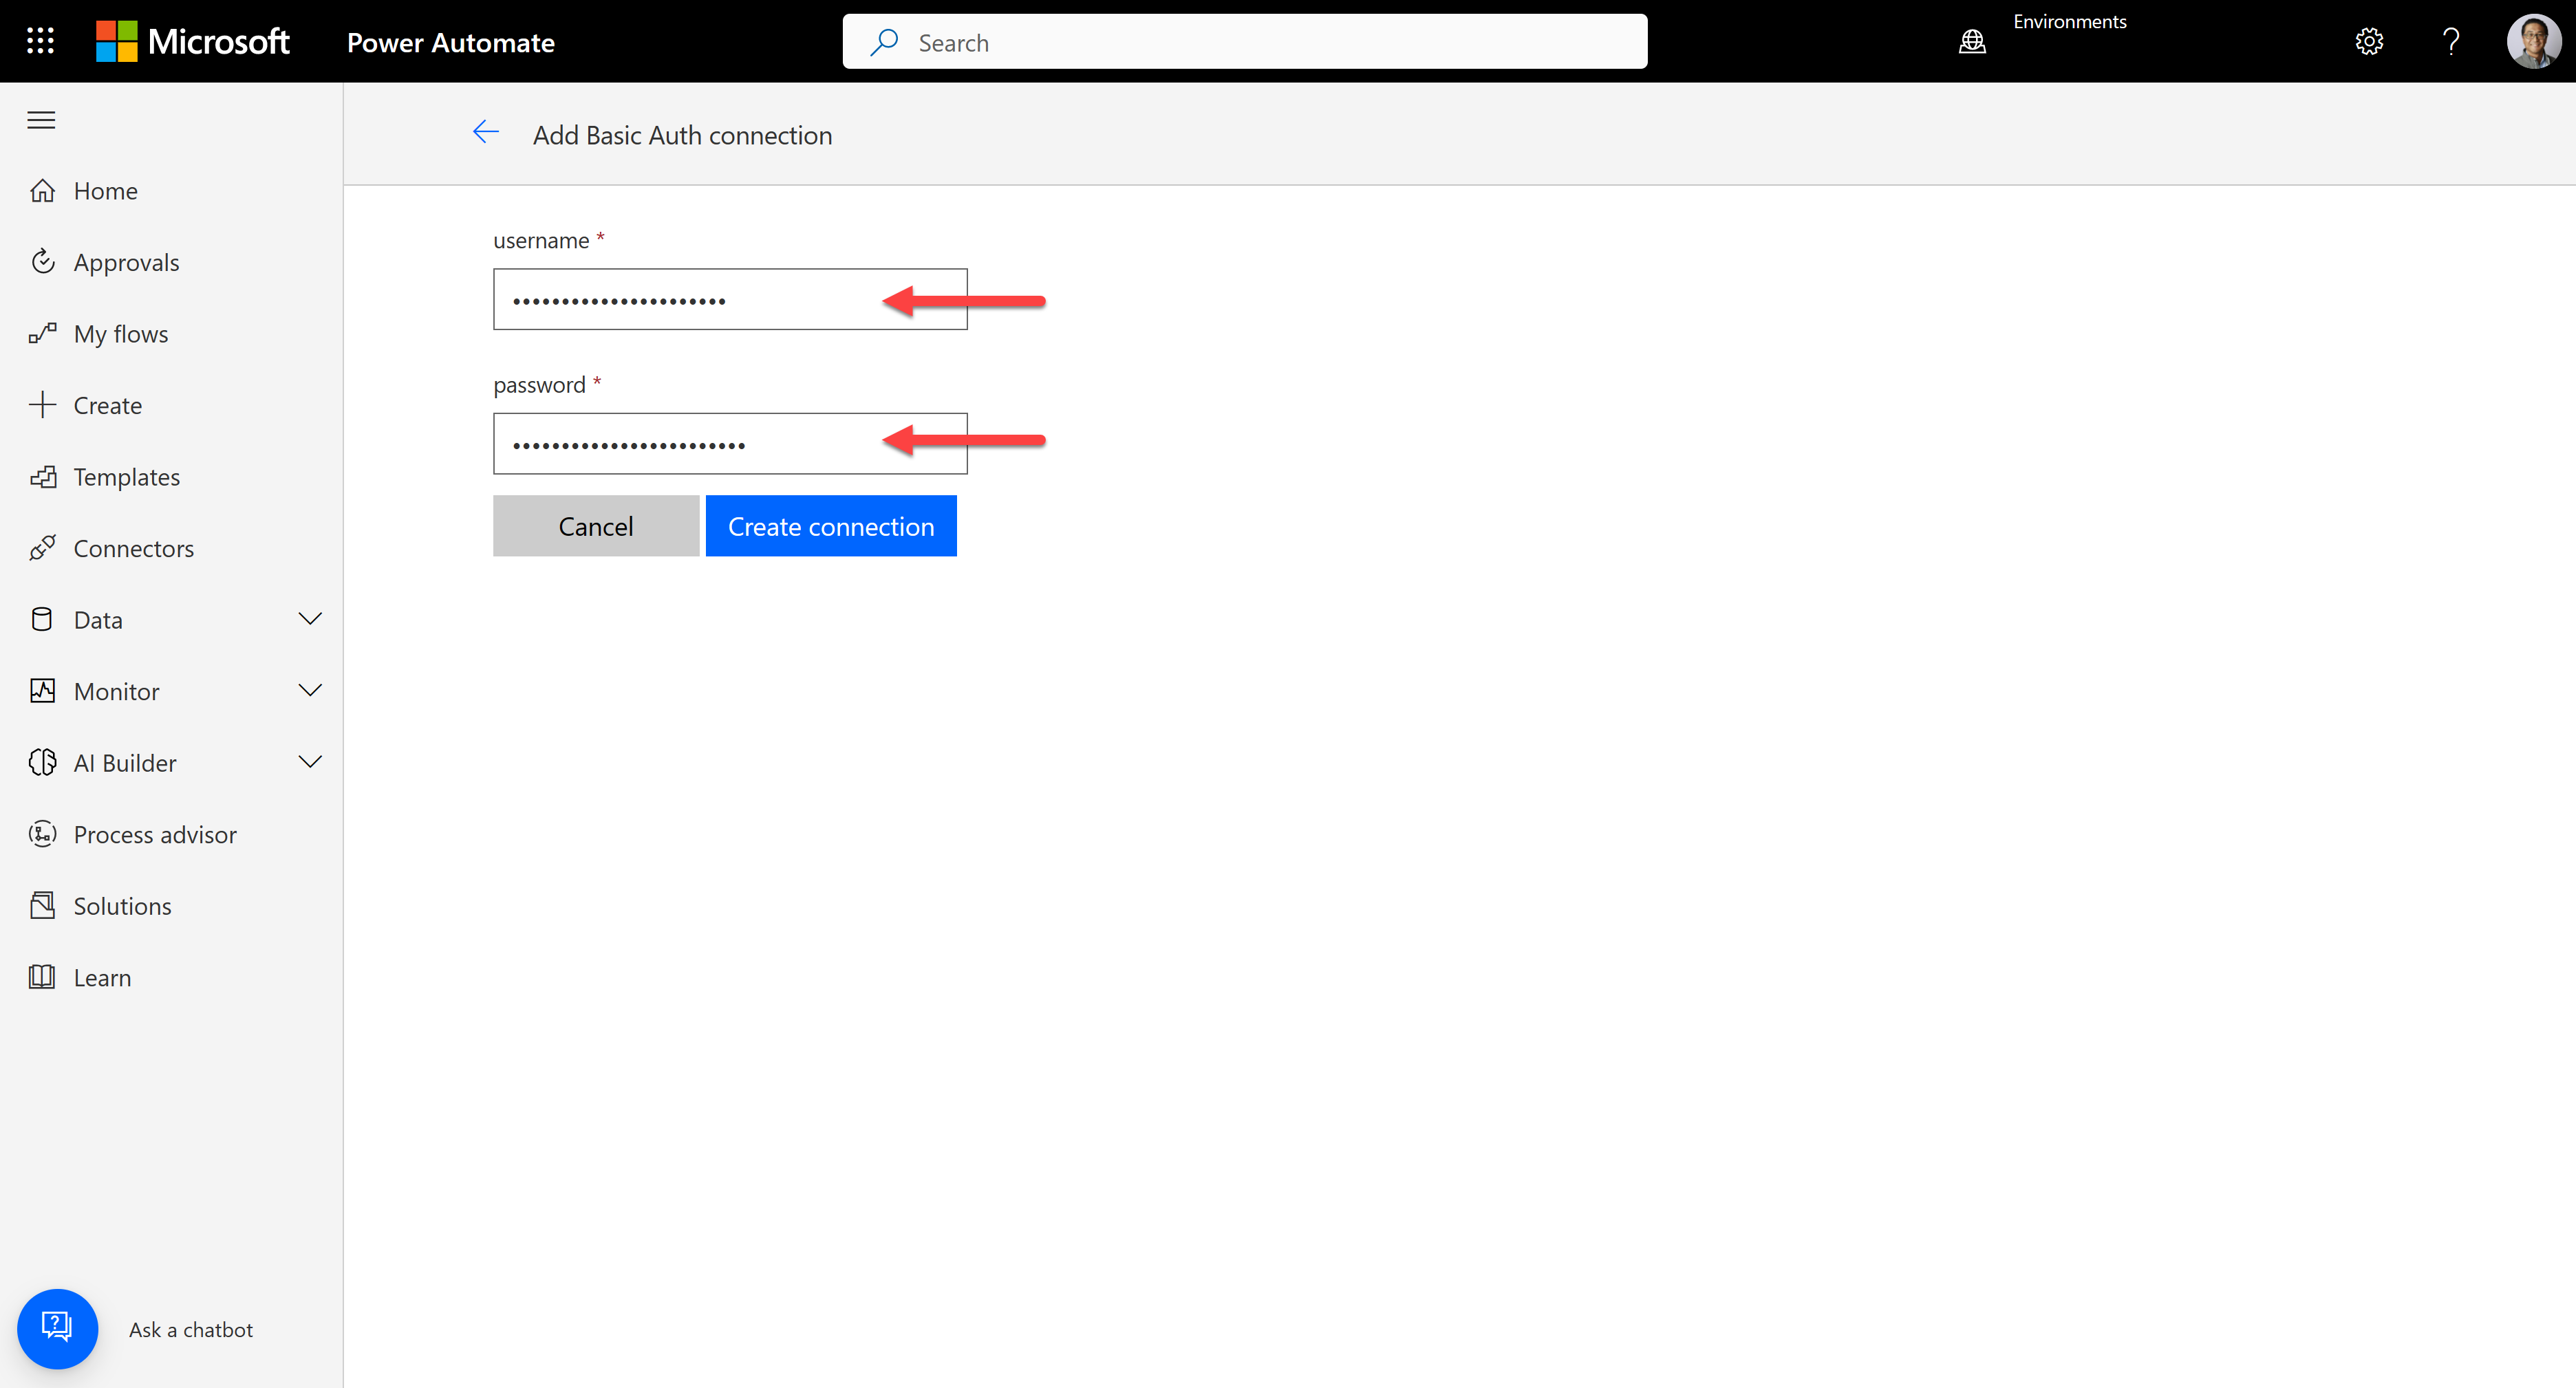 Microsoft
Power Automate
Search
Environments
Add Basic Auth connection
Home
Approvals
My flows
Create
Templates
Connectors
Data
Monitor
AI Builder
Process advisor
Solutions
Learn
Ask a chatbot
username *
••••••••••••••••••••••
password *
••••••••••••••••••••••••
Cancel
Create connection